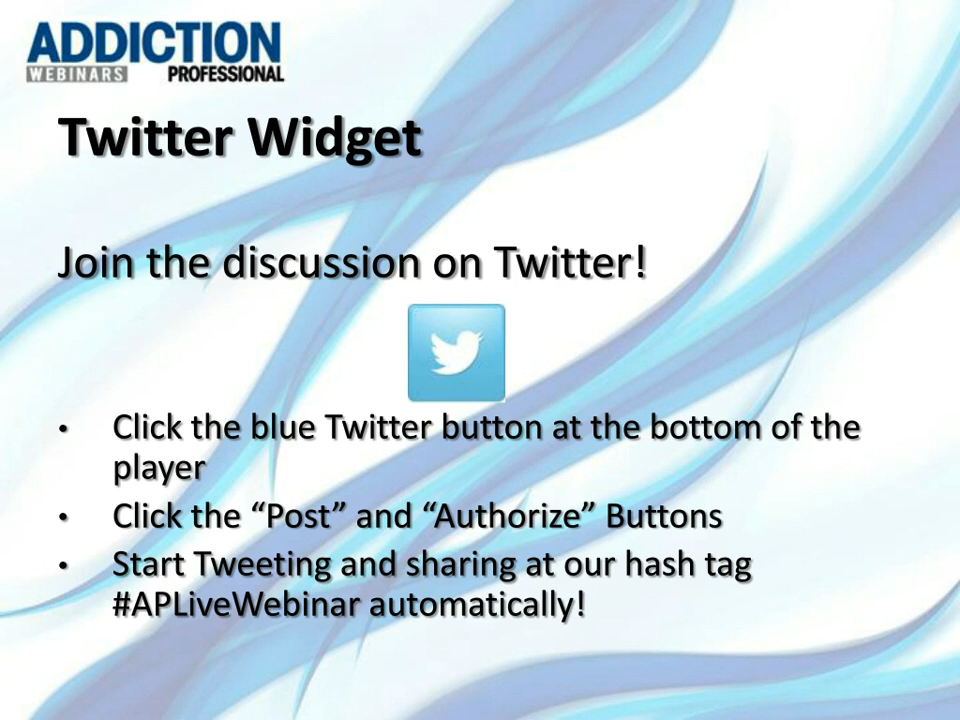 ADDICTION
WEBINARS PROFESSIONAL
Twitter Widget
Join the discussion on Twitter!
• Click the blue Twitter button at the bottom of the
player
• Click the “Post” and “Authorize” Buttons
• Start Tweeting and sharing at our hash tag
#APLiveWebinar automatically!